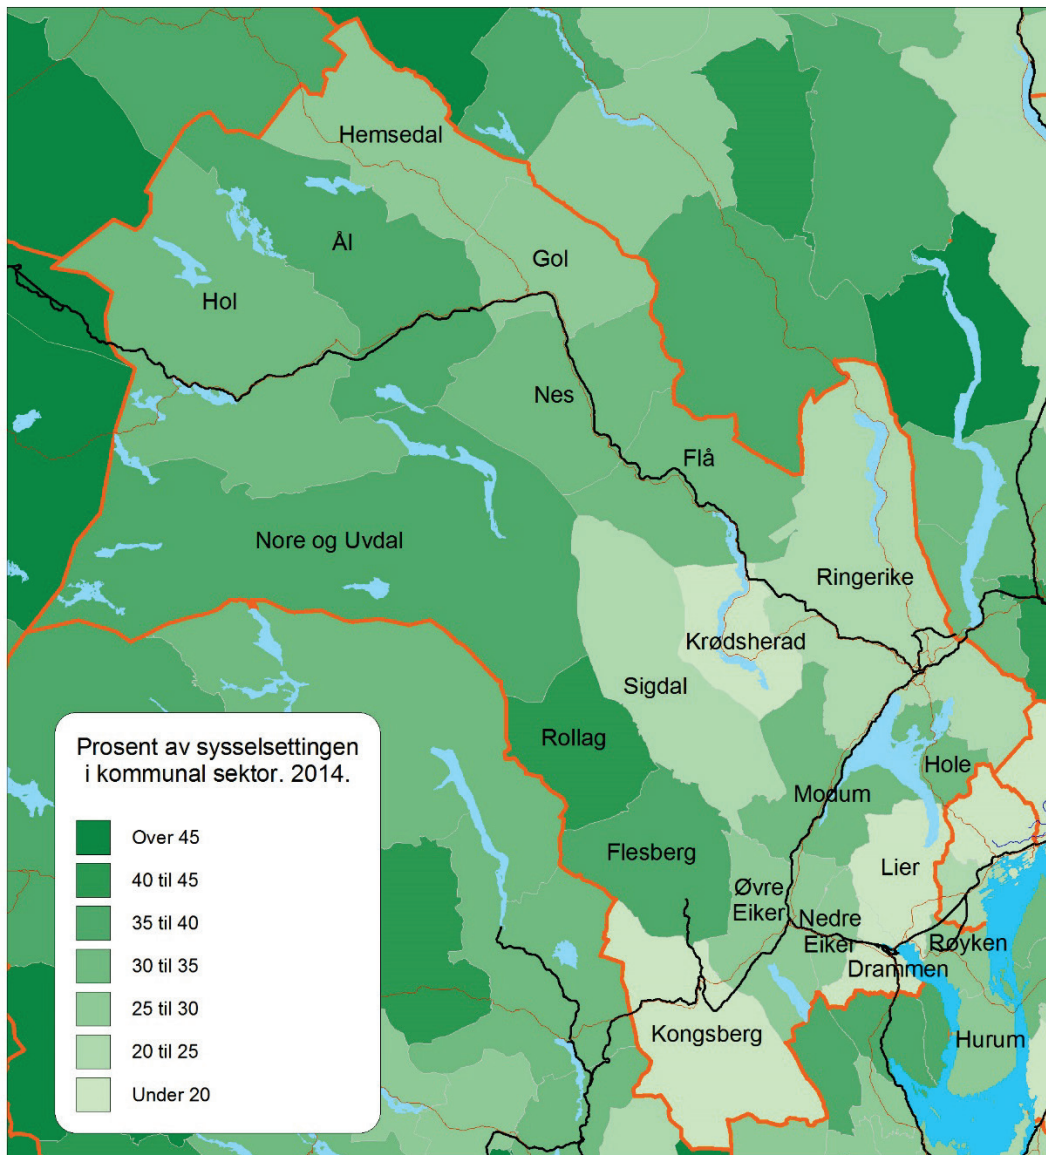 Hemsedal
Ål
Gol
Hol
Nes
Flå
Nore og Uvdal
Ringerike
Krødsherad
Sigdal
Rollag
Hole
Modum
Flesberg
Lier
Øvre
Eiker
Nedre
Eiker
Røyken
Drammen
Kongsberg
Hurum
Prosent av sysselsettingen
i kommunal sektor. 2014.
Over 45
40 til 45
35 til 40
30 til 35
25 til 30
20 til 25
Under 20